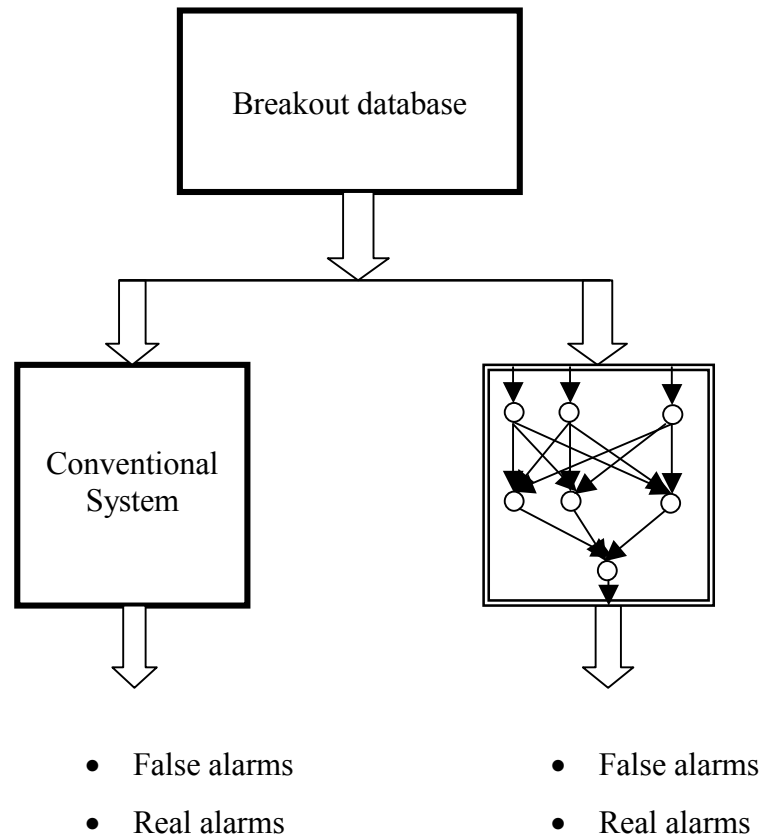 Breakout database
Conventional
System
• False alarms
• Real alarms
• False alarms
• Real alarms